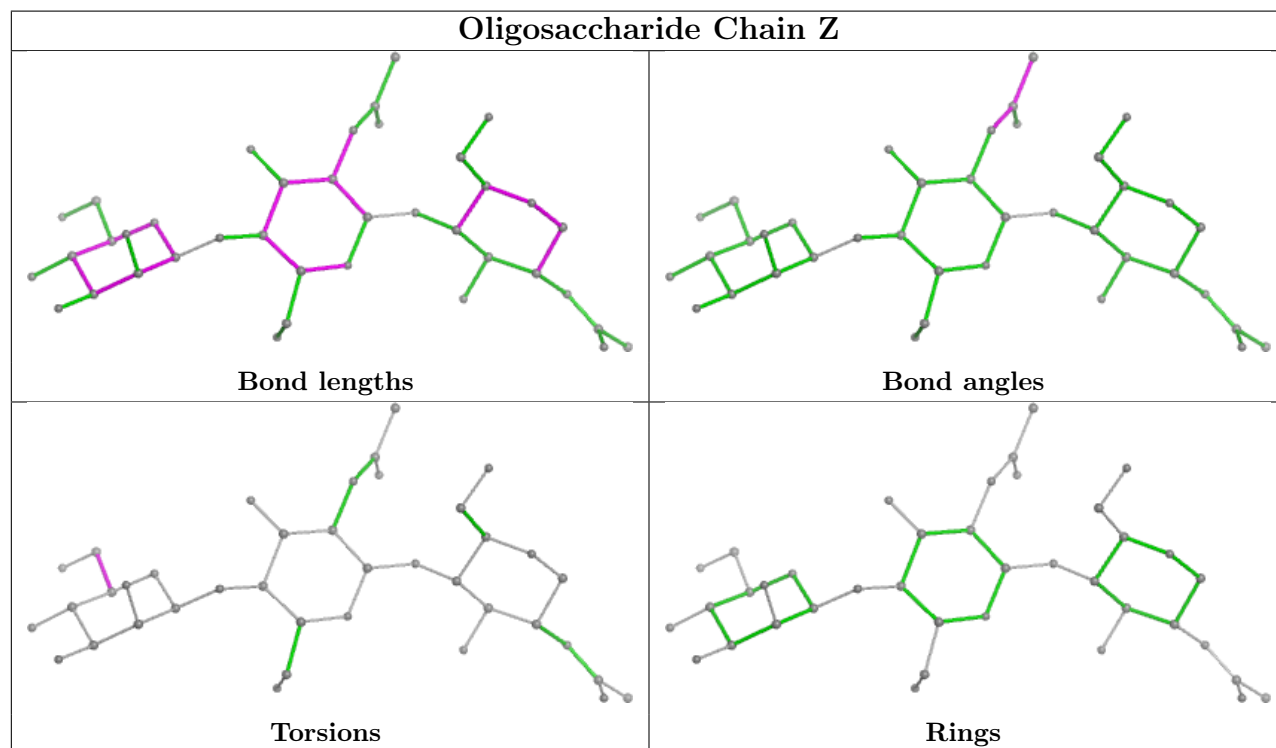 Oligosaccharide Chain Z
Bond lengths
Bond angles
Torsions
Rings